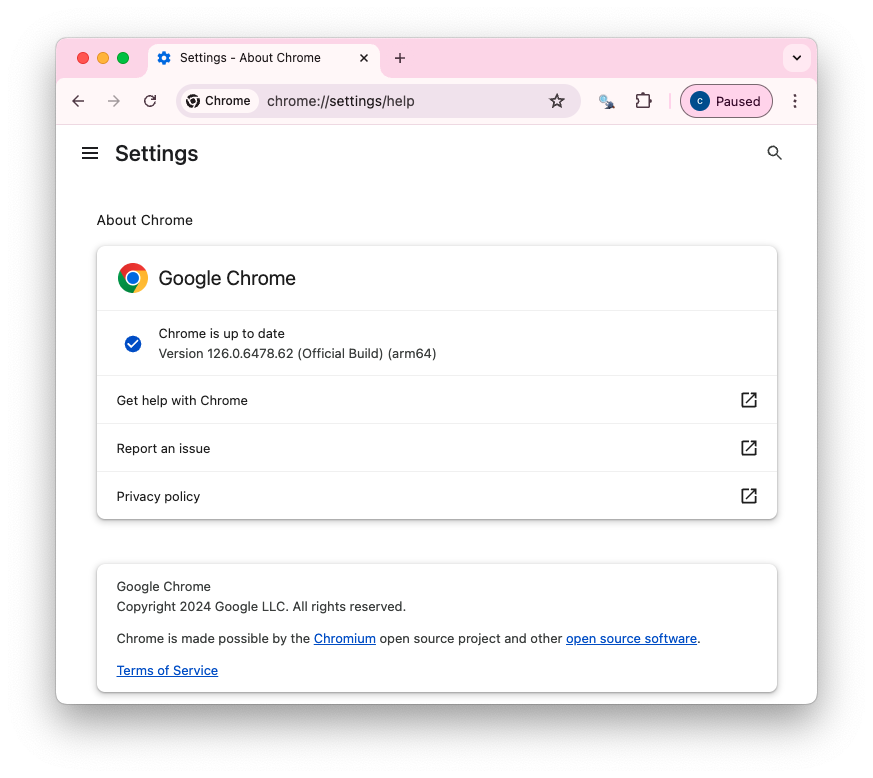 Settings - About Chrome
Chrome
chrome://settings/help
C
Paused
Settings
About Chrome
Google Chrome
Chrome is up to date
Version 126.0.6478.62 (Official Build) (arm64)
Get help with Chrome
Report an issue
Privacy policy
Google Chrome
Copyright 2024 Google LLC. All rights reserved.
Chrome is made possible by the Chromium open source project and other open source software.
Terms of Service